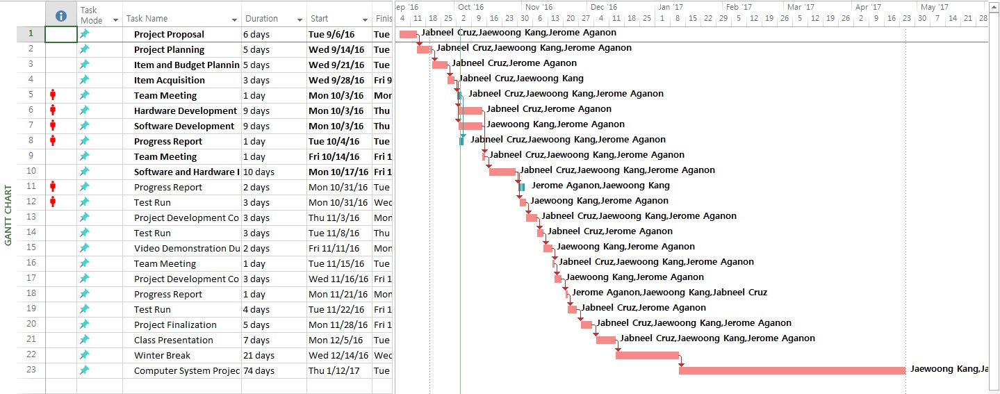 ep '16 Oct '16 Nov '16 Dec '16 Jan '17 Feb '17 Mar '17 Apr '17 May '17
Task Mode Task Name Duration Start Finis 4 11 18 25 2 9 16 23 30 6 13 20 27 4 11 18 25 1 8 15 22 29 5 12 19 26 5 12 19 26 2 9 16 23 30 7 14 21 28
1 Project Proposal 6 days Tue 9/6/16 Tue Jabneel Cruz,Jaewoong Kang,Jerome Aganon
2 Project Planning 5 days Wed 9/14/16 Tue Jabneel Cruz,Jaewoong Kang,Jerome Aganon
3 Item and Budget Plannin 5 days Wed 9/21/16 Tue Jabneel Cruz,Jerome Aganon
4 Item Acquisition 3 days Wed 9/28/16 Fri 9 Jabneel Cruz,Jaewoong Kang
5 Team Meeting 1 day Mon 10/3/16 Mon Jabneel Cruz,Jaewoong Kang,Jerome Aganon
6 Hardware Development 9 days Mon 10/3/16 Thu Jabneel Cruz,Jerome Aganon
7 Software Development 9 days Mon 10/3/16 Thu Jaewoong Kang,Jerome Aganon
8 Progress Report 1 day Tue 10/4/16 Tue Jabneel Cruz,Jaewoong Kang,Jerome Aganon
9 Team Meeting 1 day Fri 10/14/16 Fri 1 Jabneel Cruz,Jaewoong Kang,Jerome Aganon
10 Software and Hardware I 10 days Mon 10/17/16 Fri 1 Jabneel Cruz,Jaewoong Kang,Jerome Aganon
11 Progress Report 2 days Mon 10/31/16 Tue Jerome Aganon,Jaewoong Kang
12 Test Run 3 days Mon 10/31/16 Wed Jaewoong Kang,Jerome Aganon
13 Project Development Co 3 days Thu 11/3/16 Mon Jabneel Cruz,Jaewoong Kang,Jerome Aganon
14 Test Run 3 days Tue 11/8/16 Thu Jabneel Cruz,Jerome Aganon
15 Video Demonstration Du 2 days Fri 11/11/16 Mon Jaewoong Kang,Jerome Aganon
16 Team Meeting 1 day Tue 11/15/16 Tue Jabneel Cruz,Jaewoong Kang,Jerome Aganon
17 Project Development Co 3 days Wed 11/16/16 Fri 1 Jaewoong Kang,Jerome Aganon
18 Progress Report 1 day Mon 11/21/16 Mon Jerome Aganon,Jaewoong Kang,Jabneel Cruz
19 Test Run 4 days Tue 11/22/16 Fri 1 Jabneel Cruz,Jerome Aganon
20 Project Finalization 5 days Mon 11/28/16 Fri 1 Jabneel Cruz,Jaewoong Kang,Jerome Aganon
21 Class Presentation 7 days Mon 12/5/16 Tue Jabneel Cruz,Jaewoong Kang,Jerome Aganon
22 Winter Break 21 days Wed 12/14/16 Wed
23 Computer System Projec 74 days Thu 1/12/17 Tue Jaewoong Kang,Ja
GANTT CHART